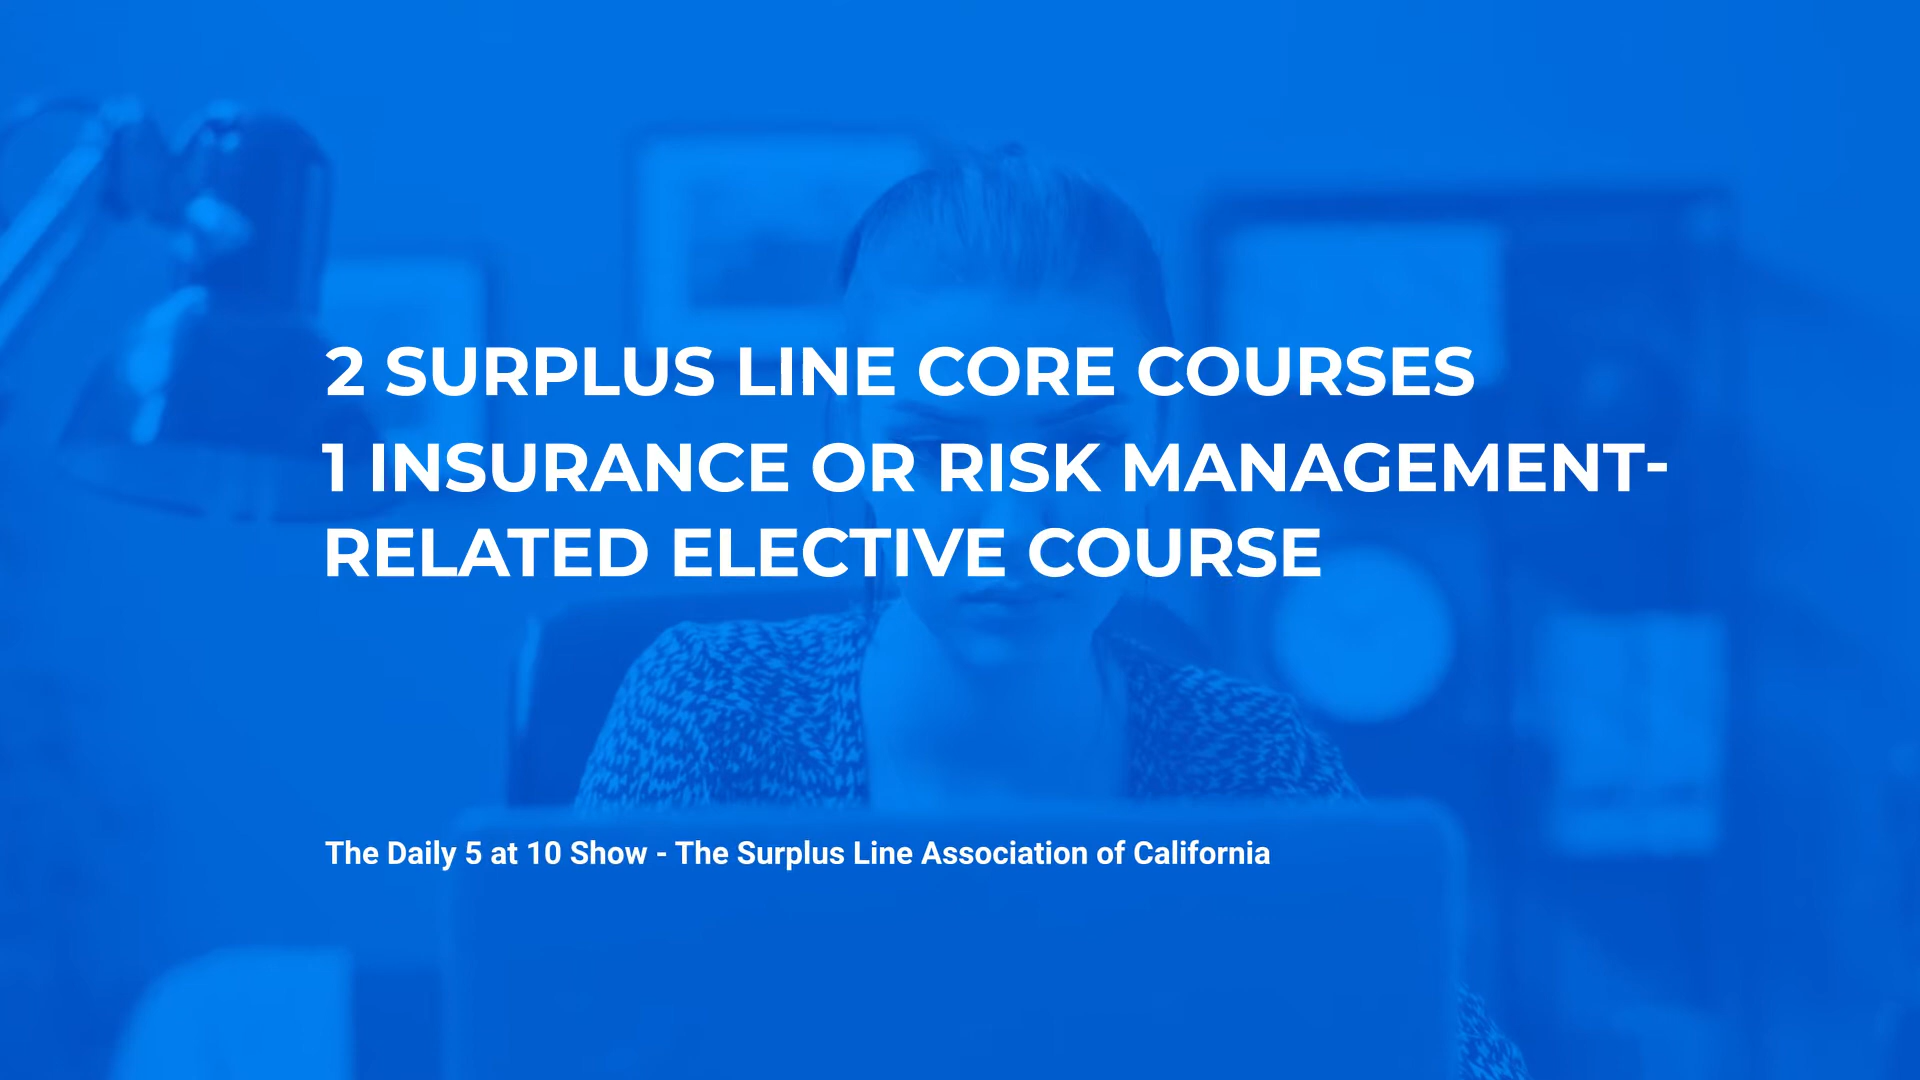 2 SURPLUS LINE CORE COURSES
1 INSURANCE OR RISK MANAGEMENT-
RELATED ELECTIVE COURSE
The Daily 5 at 10 Show - The Surplus Line Association of California